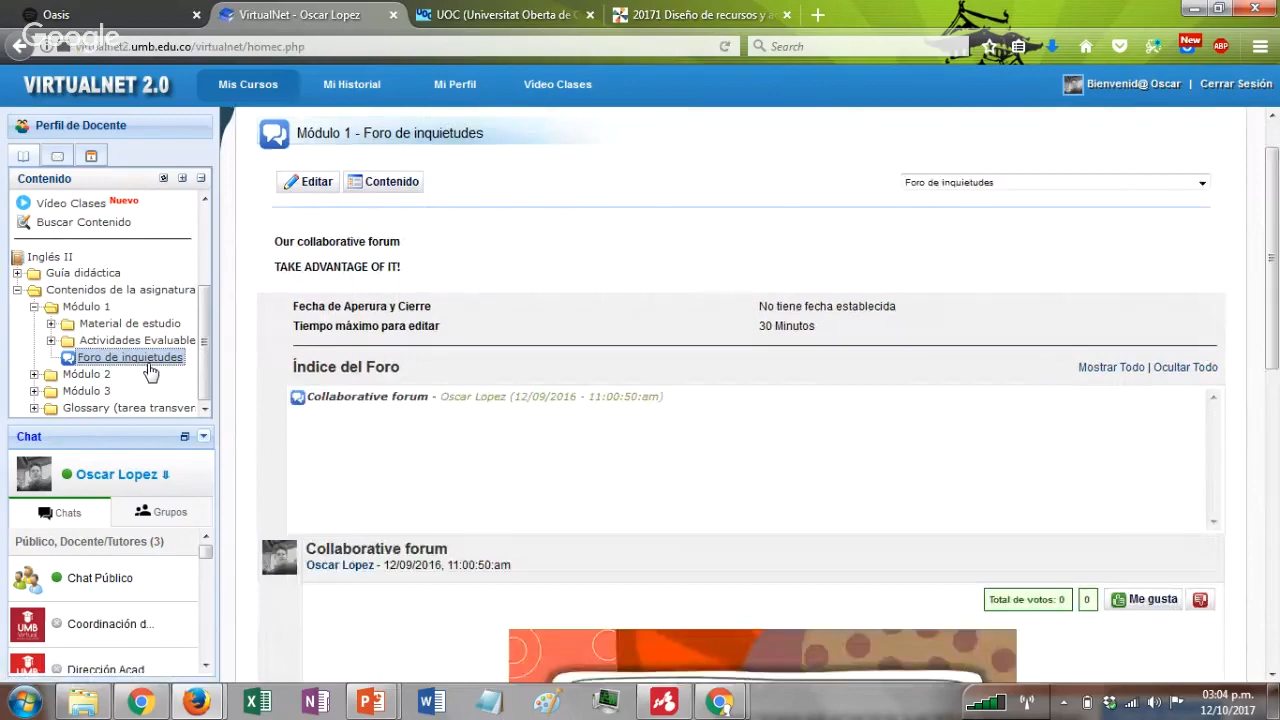 Oasis
VirtualNet - Oscar Lopez
UOC (Universitat Oberta de C
20171 Diseño de recursos y ac
Google
virtualnet2.umb.edu.co/virtualnet/homec.php
Search
New
ABP
VIRTUALNET 2.0
Mis Cursos
Mi Historial
Mi Perfil
Vídeo Clases
Bienvenid@ Oscar | Cerrar Sesión
Perfil de Docente
Contenido
Vídeo Clases Nuevo
Buscar Contenido
Inglés II
Guía didáctica
Contenidos de la asignatura
Módulo 1
Material de estudio
Actividades Evaluable
Foro de inquietudes
Módulo 2
Módulo 3
Glossary (tarea transver
Chat
Oscar Lopez
Chats
Grupos
Público, Docente/Tutores (3)
Chat Público
UMB
Virtual
Coordinación d...
UMB
Dirección Acad
Módulo 1 - Foro de inquietudes
Editar
Contenido
Foro de inquietudes
Our collaborative forum
TAKE ADVANTAGE OF IT!
Fecha de Aperura y Cierre
No tiene fecha establecida
Tiempo máximo para editar
30 Minutos
Índice del Foro
Mostrar Todo | Ocultar Todo
Collaborative forum - Oscar Lopez (12/09/2016 - 11:00:50:am)
Collaborative forum
Oscar Lopez - 12/09/2016, 11:00:50:am
Total de votos: 0
0
Me gusta
03:04 p.m.
12/10/2017